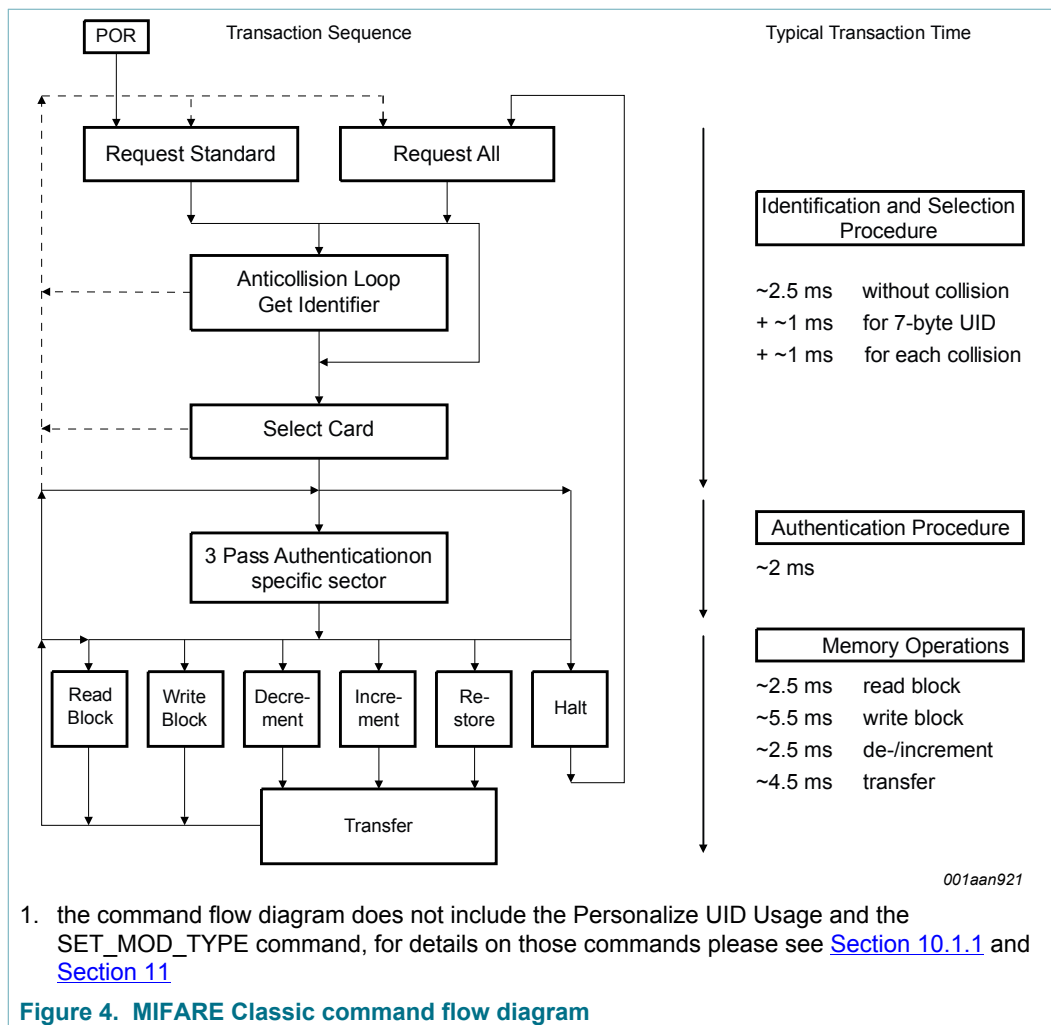 POR
Transaction Sequence
Typical Transaction Time
Request Standard
Request All
Identification and Selection
Procedure
Anticollision Loop
Get Identifier
~2.5 ms without collision
+ ~1 ms for 7-byte UID
+ ~1 ms for each collision
Select Card
Authentication Procedure
3 Pass Authenticationon
specific sector
~2 ms
Memory Operations
Read
Block
Write
Block
Decre-
ment
Incre-
ment
Re-
store
Halt
~2.5 ms read block
~5.5 ms write block
~2.5 ms de-/increment
~4.5 ms transfer
Transfer
001aan921
1. the command flow diagram does not include the Personalize UID Usage and the
SET_MOD_TYPE command, for details on those commands please see Section 10.1.1 and
Section 11
Figure 4. MIFARE Classic command flow diagram